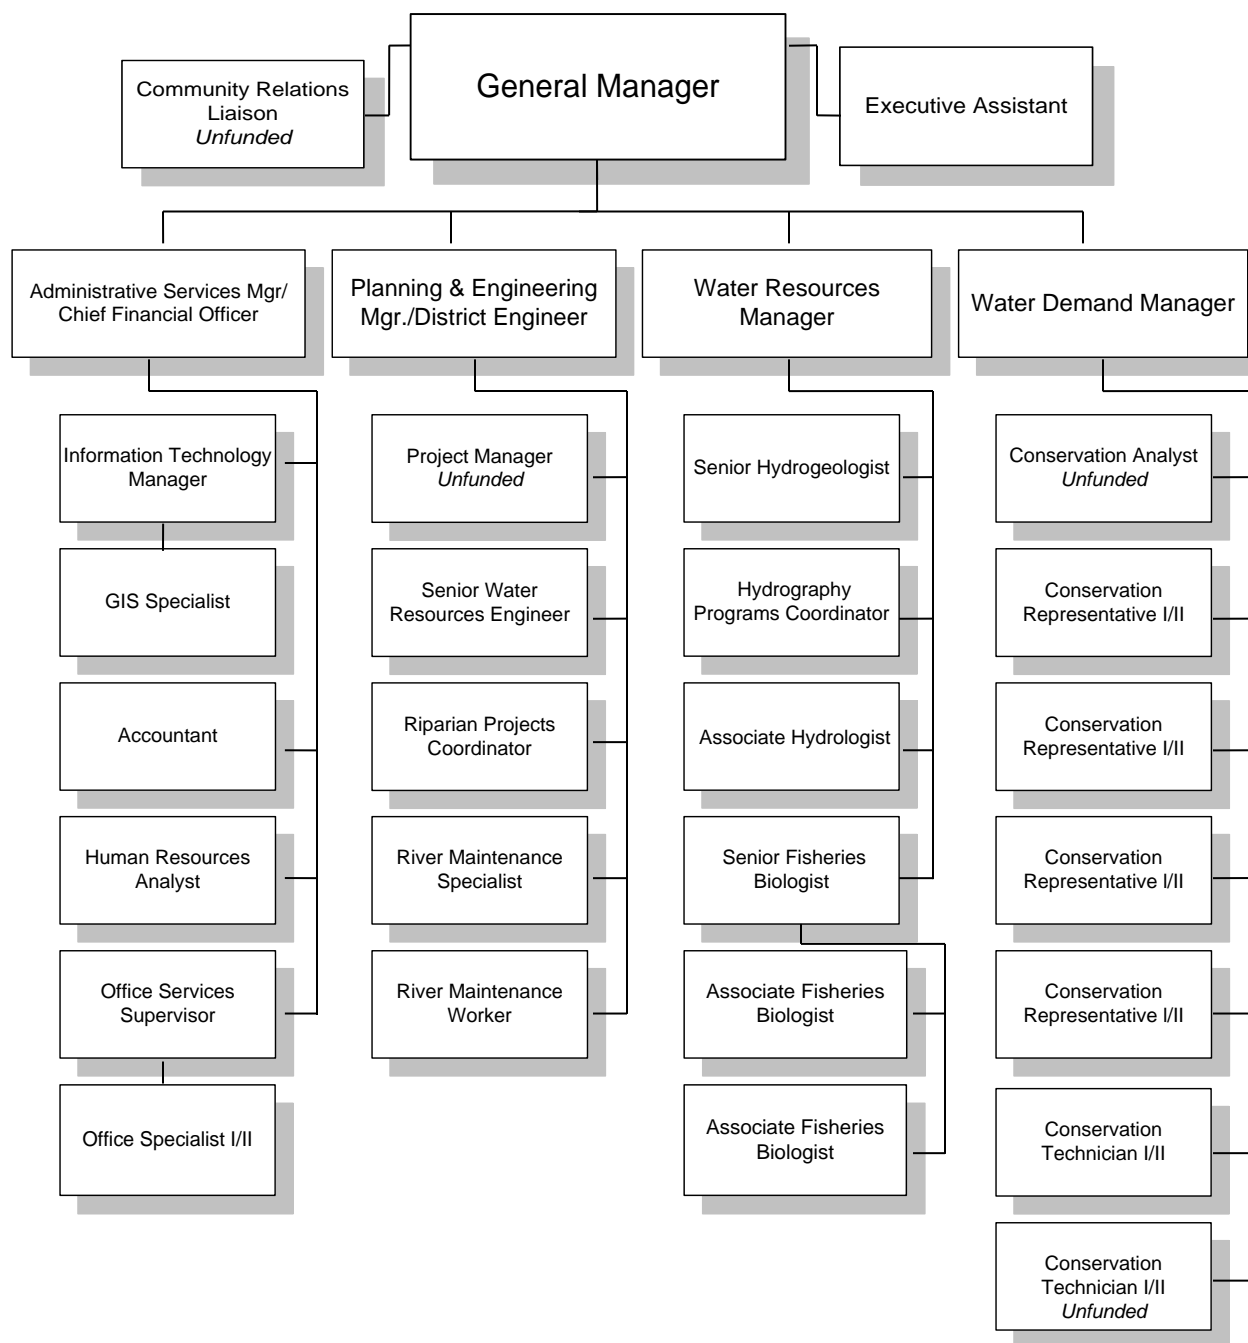 General Manager
Community Relations
Liaison
Unfunded
Executive Assistant
Administrative Services Mgr/
Chief Financial Officer
Planning & Engineering
Mgr./District Engineer
Water Resources
Manager
Water Demand Manager
Information Technology
Manager
GIS Specialist
Accountant
Human Resources
Analyst
Office Services
Supervisor
Office Specialist I/II
Project Manager
Unfunded
Senior Water
Resources Engineer
Riparian Projects
Coordinator
River Maintenance
Specialist
River Maintenance
Worker
Senior Hydrogeologist
Hydrography
Programs Coordinator
Associate Hydrologist
Senior Fisheries
Biologist
Associate Fisheries
Biologist
Associate Fisheries
Biologist
Conservation Analyst
Unfunded
Conservation
Representative I/II
Conservation
Representative I/II
Conservation
Representative I/II
Conservation
Representative I/II
Conservation
Technician I/II
Conservation
Technician I/II
Unfunded